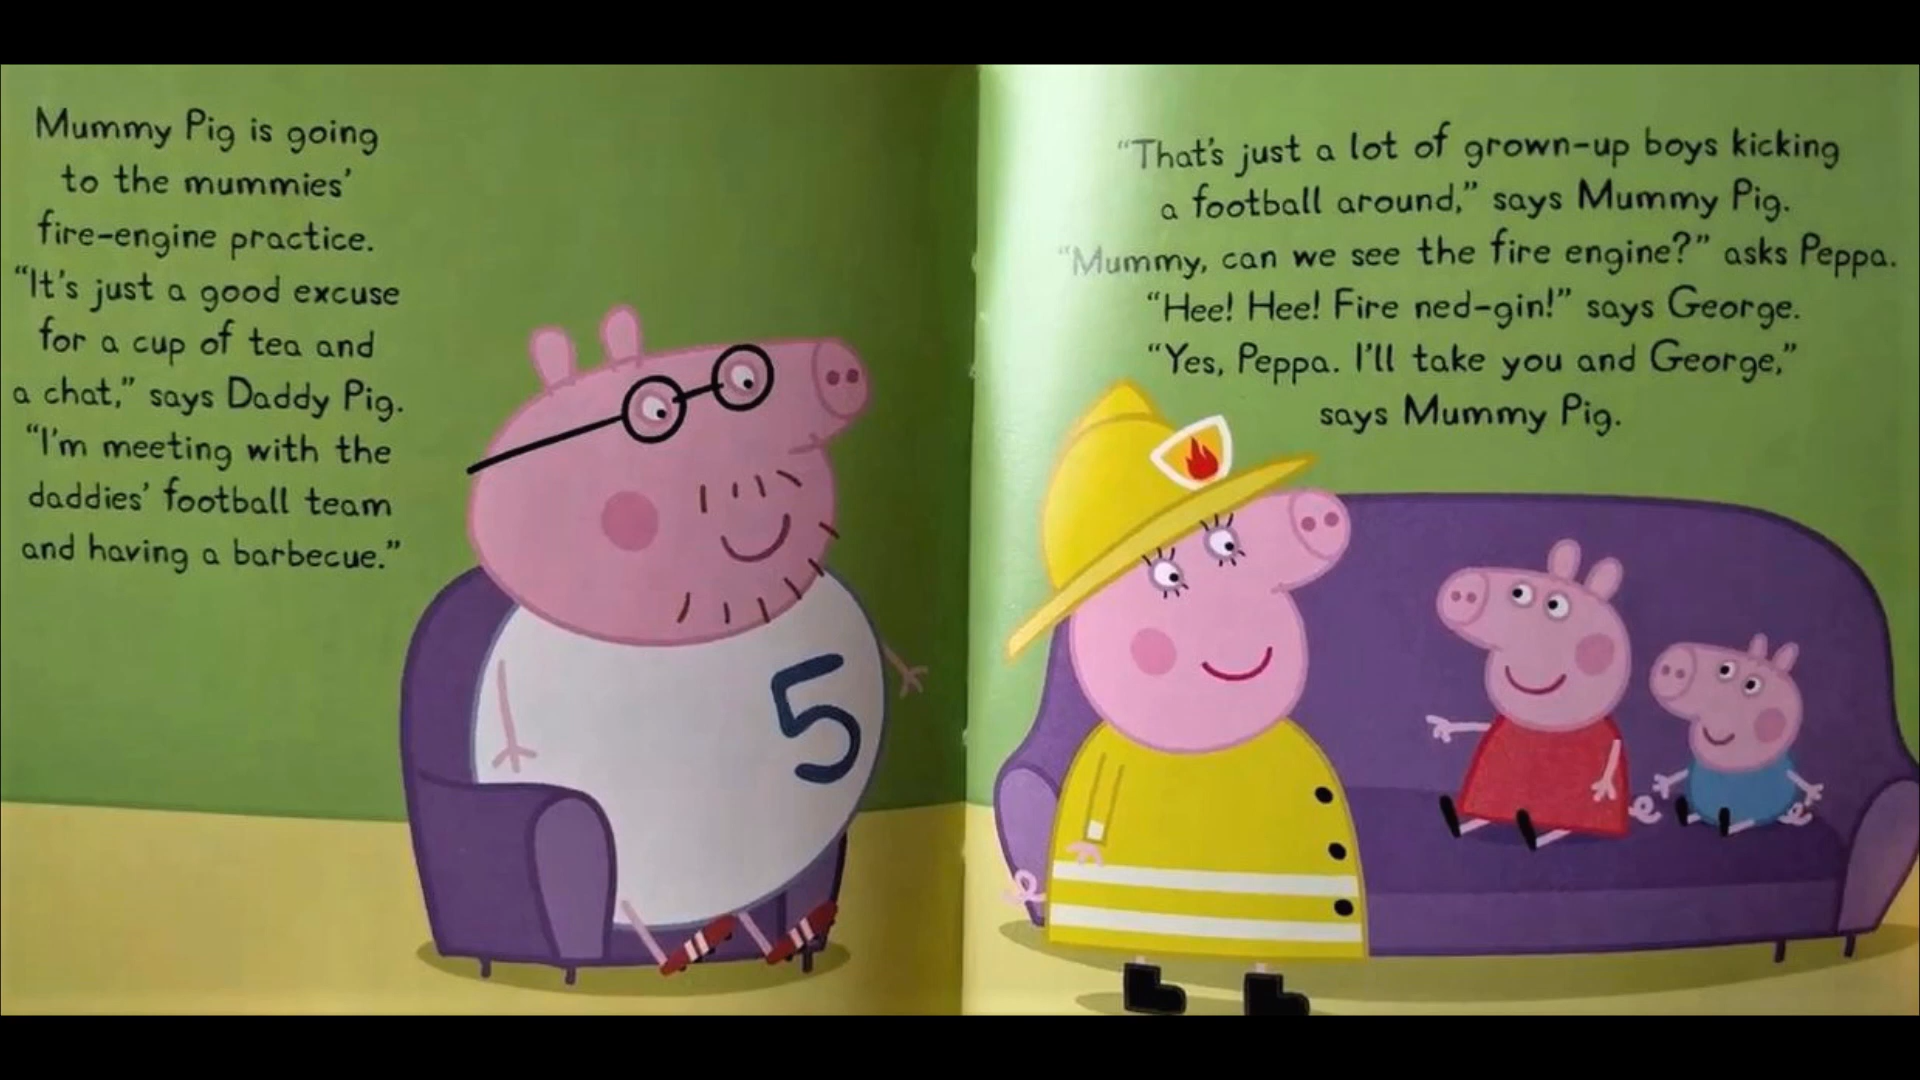 Mummy Pig is going
to the mummies'
fire-engine practice.
“It's just a good excuse
for a cup of tea and
a chat,” says Daddy Pig.
“I'm meeting with the
daddies' football team
and having a barbecue.”
5
“That's just a lot of grown-up boys kicking
a football around,” says Mummy Pig.
“Mummy, can we see the fire engine?” asks Peppa.
“Hee! Hee! Fire ned-gin!” says George.
“Yes, Peppa. I'll take you and George,”
says Mummy Pig.